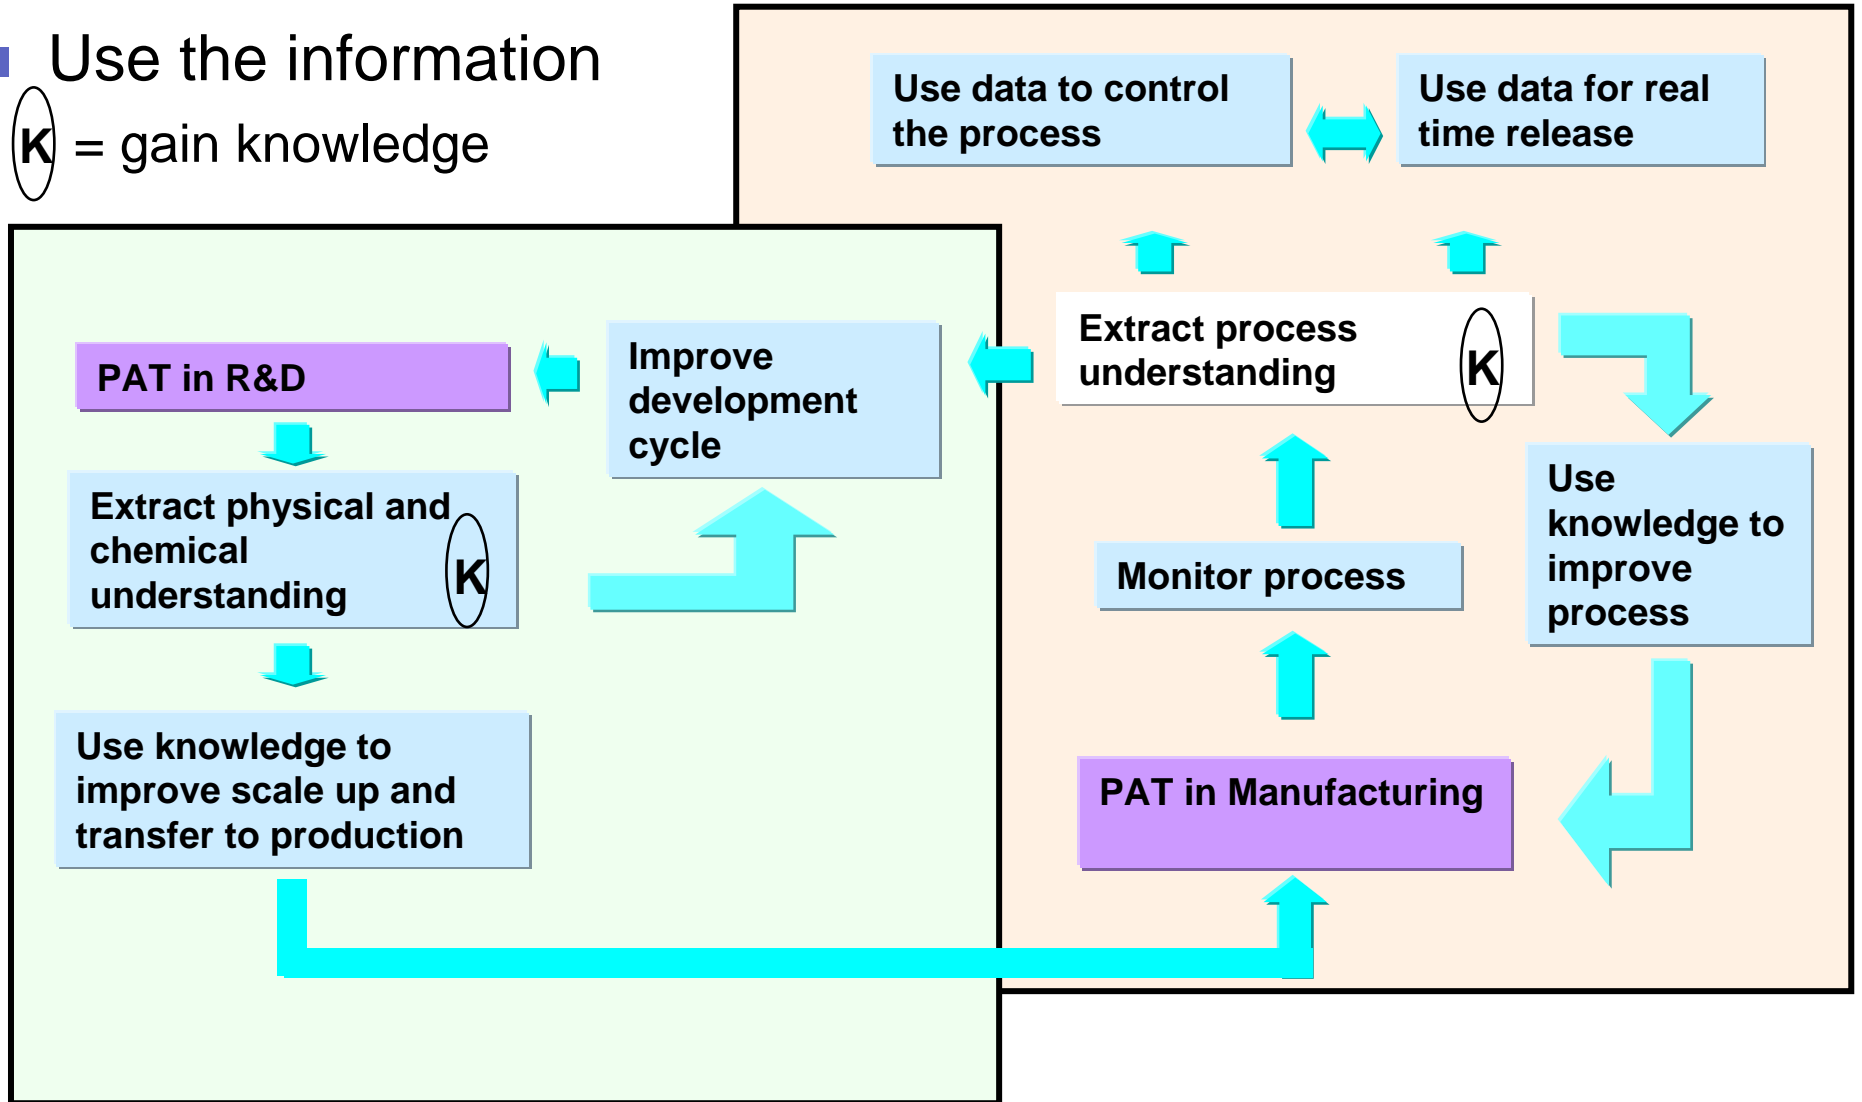 Use the information
K = gain knowledge
Use data to control
the process
Use data for real
time release
Extract process
understanding
K
Improve
development
cycle
PAT in R&D
Extract physical and
chemical
understanding
K
Use knowledge to
improve scale up and
transfer to production
Use
knowledge to
improve
process
Monitor process
PAT in Manufacturing